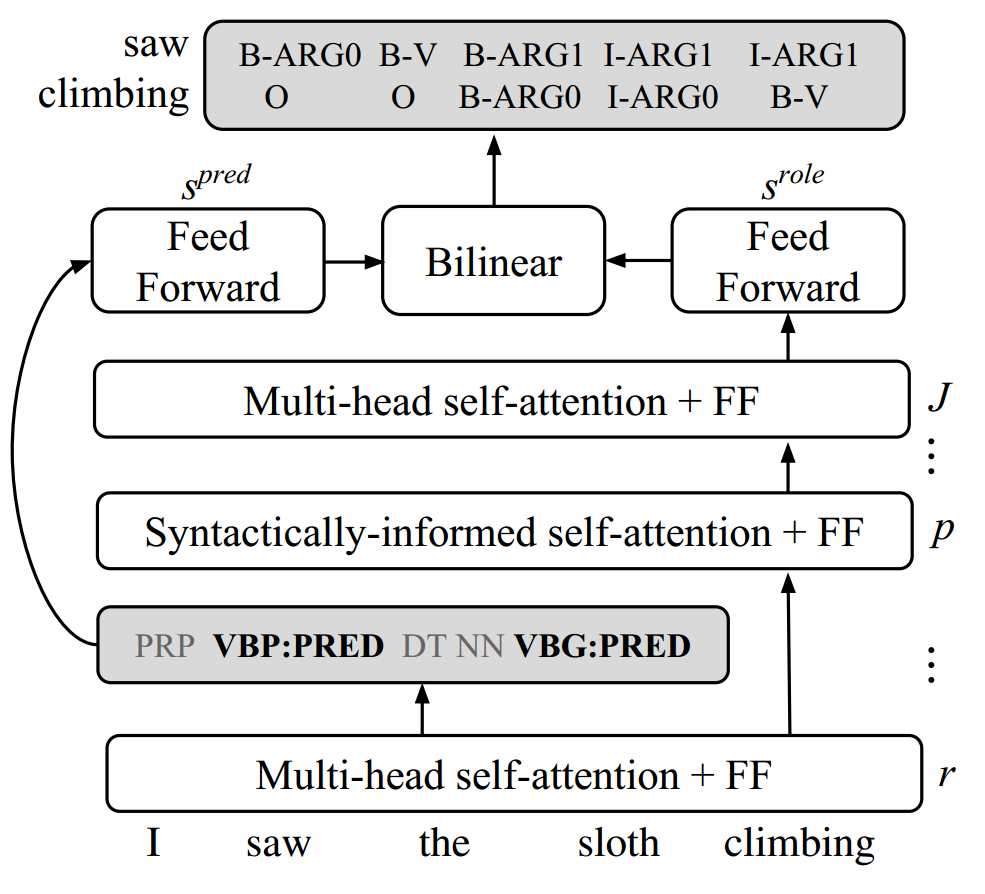 saw B-ARG0 B-V B-ARG1 I-ARG1 I-ARG1
climbing O O B-ARG0 I-ARG0 B-V
s^pred s^role
Feed Forward
Bilinear
Feed Forward
Multi-head self-attention + FF J
⋮
Syntactically-informed self-attention + FF p
PRP VBP:PRED DT NN VBG:PRED
⋮
Multi-head self-attention + FF r
I saw the sloth climbing